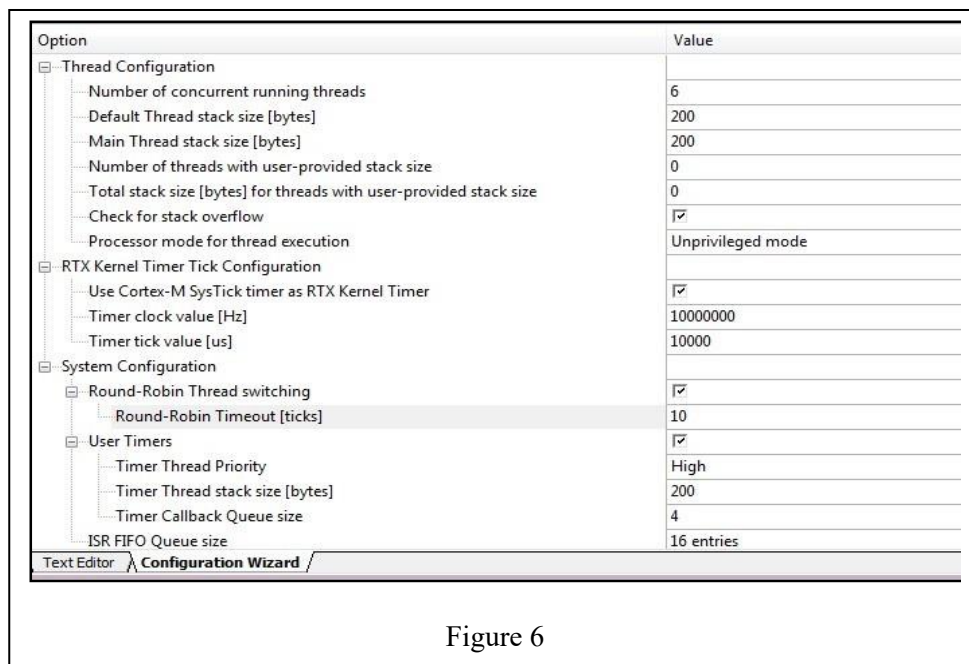 Option Value
Thread Configuration
Number of concurrent running threads 6
Default Thread stack size [bytes] 200
Main Thread stack size [bytes] 200
Number of threads with user-provided stack size 0
Total stack size [bytes] for threads with user-provided stack size 0
Check for stack overflow
Processor mode for thread execution Unprivileged mode
RTX Kernel Timer Tick Configuration
Use Cortex-M SysTick timer as RTX Kernel Timer
Timer clock value [Hz] 10000000
Timer tick value [us] 10000
System Configuration
Round-Robin Thread switching
Round-Robin Timeout [ticks] 10
User Timers
Timer Thread Priority High
Timer Thread stack size [bytes] 200
Timer Callback Queue size 4
ISR FIFO Queue size 16 entries
Text Editor Configuration Wizard
Figure 6